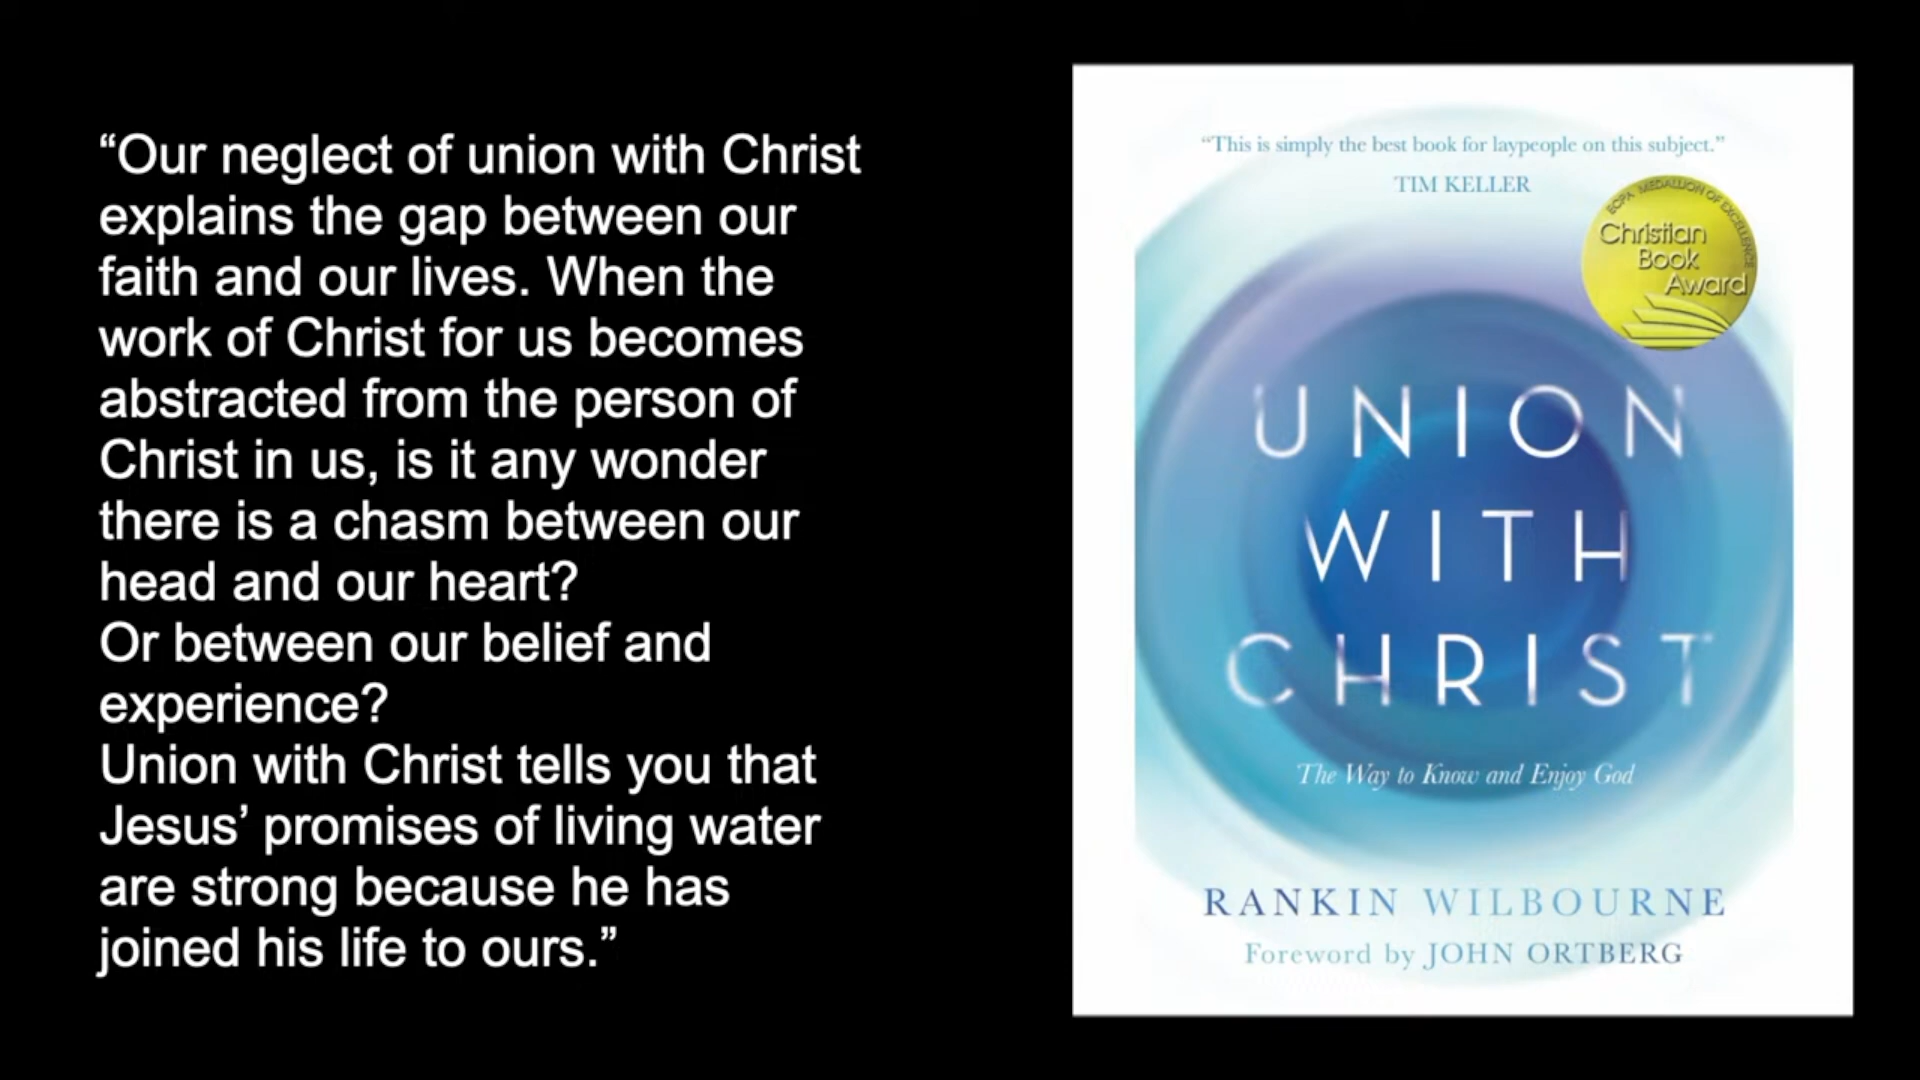 “Our neglect of union with Christ
explains the gap between our
faith and our lives. When the
work of Christ for us becomes
abstracted from the person of
Christ in us, is it any wonder
there is a chasm between our
head and our heart?
Or between our belief and
experience?
Union with Christ tells you that
Jesus’ promises of living water
are strong because he has
joined his life to ours.”
“This is simply the best book for laypeople on this subject.”
TIM KELLER
ECPA MEDALLION OF EXCELLENCE
Christian
Book
Award
UNION
WITH
CHRIST
The Way to Know and Enjoy God
RANKIN WILBOURNE
Foreword by JOHN ORTBERG